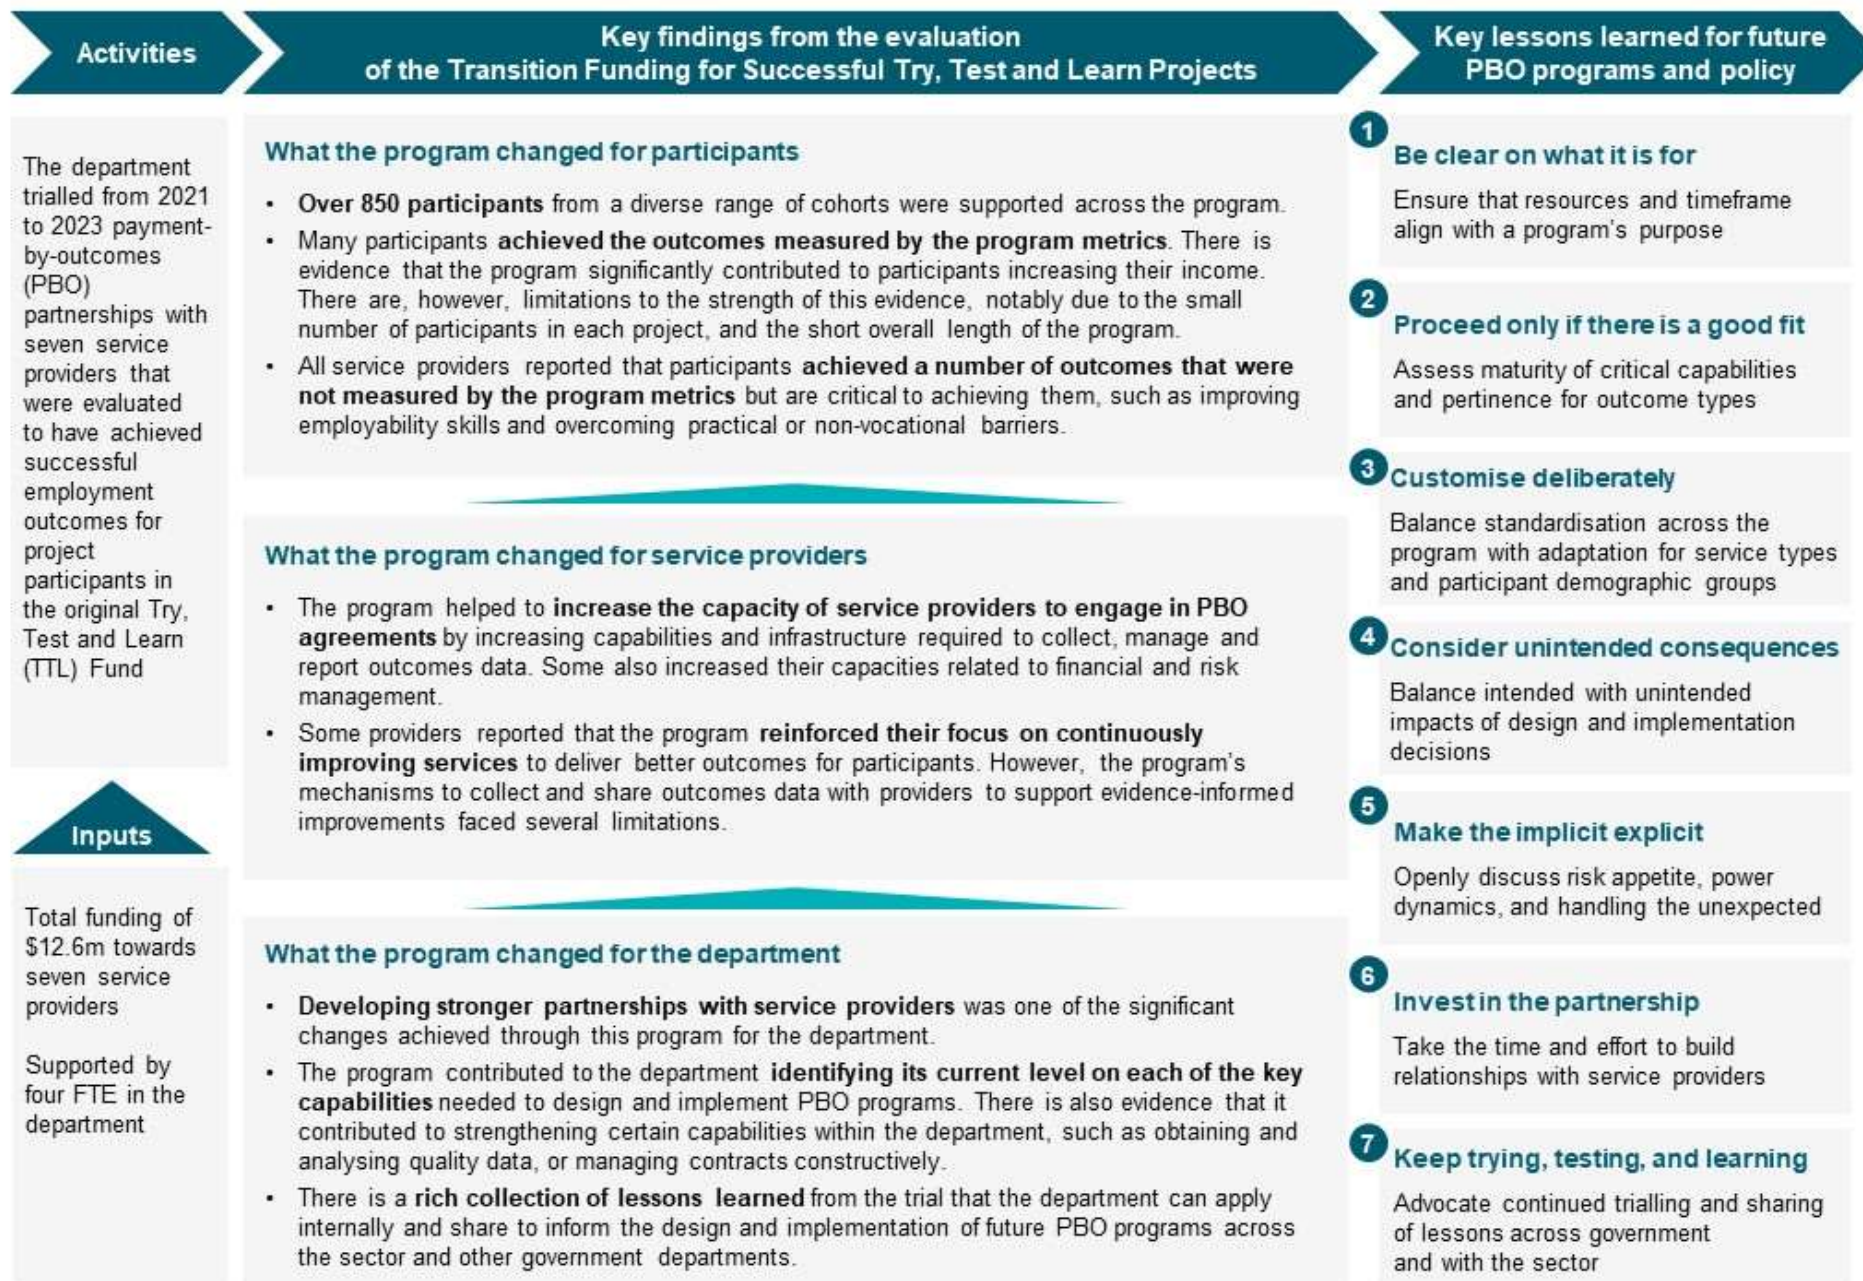 Activities
Key findings from the evaluation
of the Transition Funding for Successful Try, Test and Learn Projects
Key lessons learned for future
PBO programs and policy
The department
trialled from 2021
to 2023 payment-
by-outcomes
(PBO)
partnerships with
seven service
providers that
were evaluated
to have achieved
successful
employment
outcomes for
project
participants in
the original Try,
Test and Learn
(TTL) Fund
Inputs
Total funding of
$12.6m towards
seven service
providers
Supported by
four FTE in the
department
What the program changed for participants
• Over 850 participants from a diverse range of cohorts were supported across the program.
• Many participants achieved the outcomes measured by the program metrics. There is
evidence that the program significantly contributed to participants increasing their income.
There are, however, limitations to the strength of this evidence, notably due to the small
number of participants in each project, and the short overall length of the program.
• All service providers reported that participants achieved a number of outcomes that were
not measured by the program metrics but are critical to achieving them, such as improving
employability skills and overcoming practical or non-vocational barriers.
What the program changed for service providers
• The program helped to increase the capacity of service providers to engage in PBO
agreements by increasing capabilities and infrastructure required to collect, manage and
report outcomes data. Some also increased their capacities related to financial and risk
management.
• Some providers reported that the program reinforced their focus on continuously
improving services to deliver better outcomes for participants. However, the program's
mechanisms to collect and share outcomes data with providers to support evidence-informed
improvements faced several limitations.
What the program changed for the department
• Developing stronger partnerships with service providers was one of the significant
changes achieved through this program for the department.
• The program contributed to the department identifying its current level on each of the key
capabilities needed to design and implement PBO programs. There is also evidence that it
contributed to strengthening certain capabilities within the department, such as obtaining and
analysing quality data, or managing contracts constructively.
• There is a rich collection of lessons learned from the trial that the department can apply
internally and share to inform the design and implementation of future PBO programs across
the sector and other government departments.
1
Be clear on what it is for
Ensure that resources and timeframe
align with a program's purpose
2
Proceed only if there is a good fit
Assess maturity of critical capabilities
and pertinence for outcome types
3
Customise deliberately
Balance standardisation across the
program with adaptation for service types
and participant demographic groups
4
Consider unintended consequences
Balance intended with unintended
impacts of design and implementation
decisions
5
Make the implicit explicit
Openly discuss risk appetite, power
dynamics, and handling the unexpected
6
Invest in the partnership
Take the time and effort to build
relationships with service providers
7
Keep trying, testing, and learning
Advocate continued trialling and sharing
of lessons across government
and with the sector